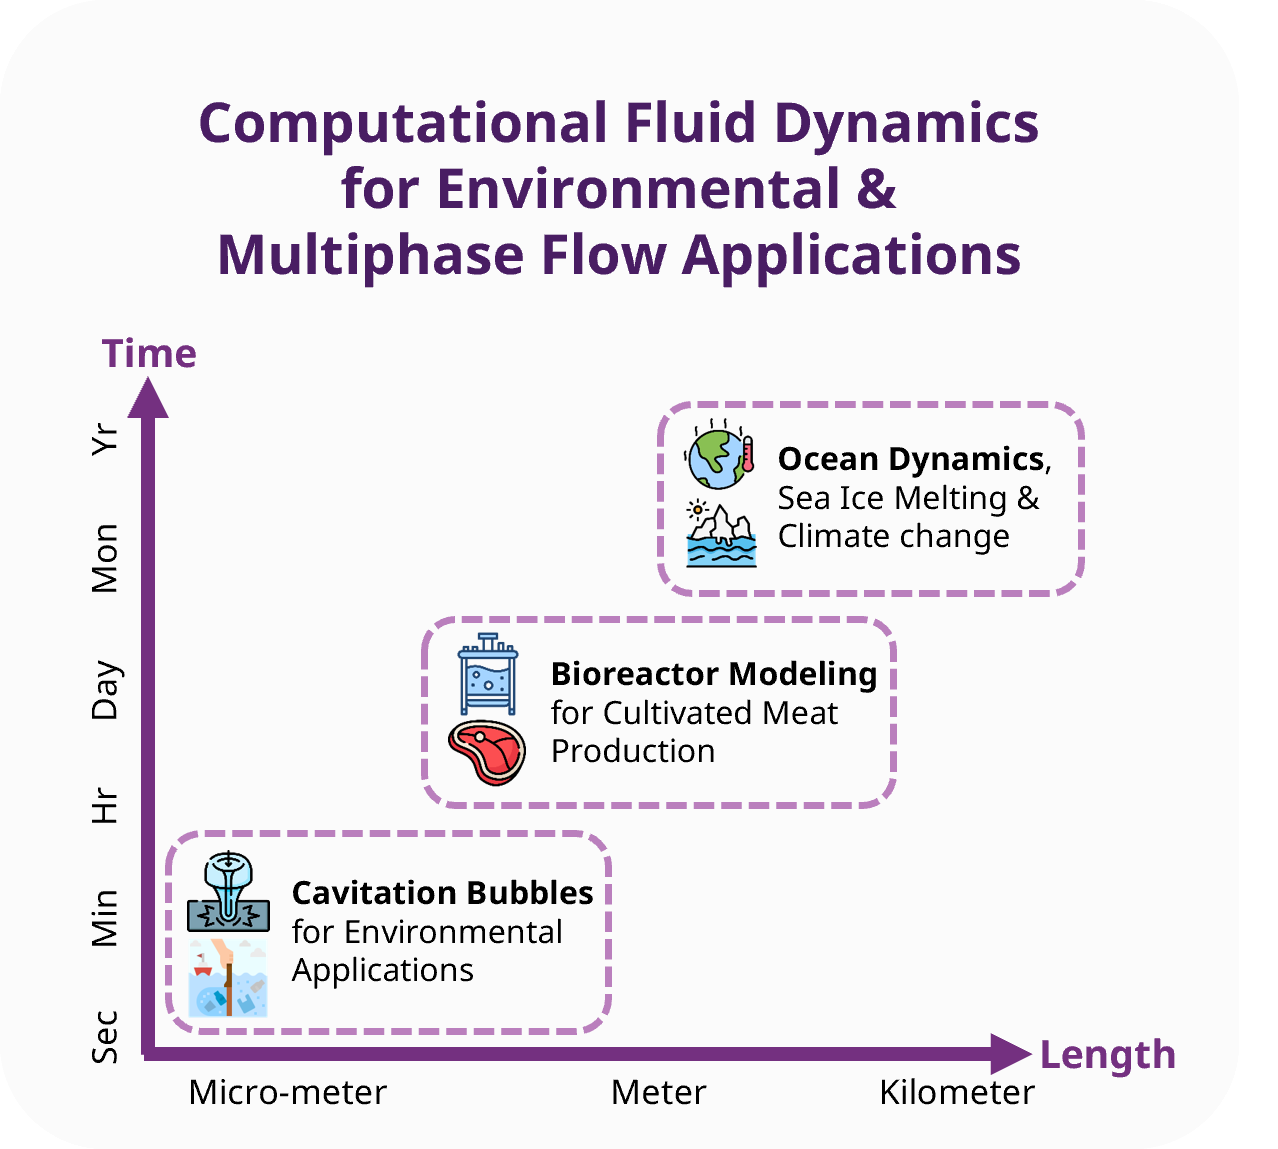 Computational Fluid Dynamics
for Environmental &
Multiphase Flow Applications
Time
Yr
Mon
Day
Hr
Min
Sec
Ocean Dynamics,
Sea Ice Melting &
Climate change
Bioreactor Modeling
for Cultivated Meat
Production
Cavitation Bubbles
for Environmental
Applications
Length
Micro-meter
Meter
Kilometer